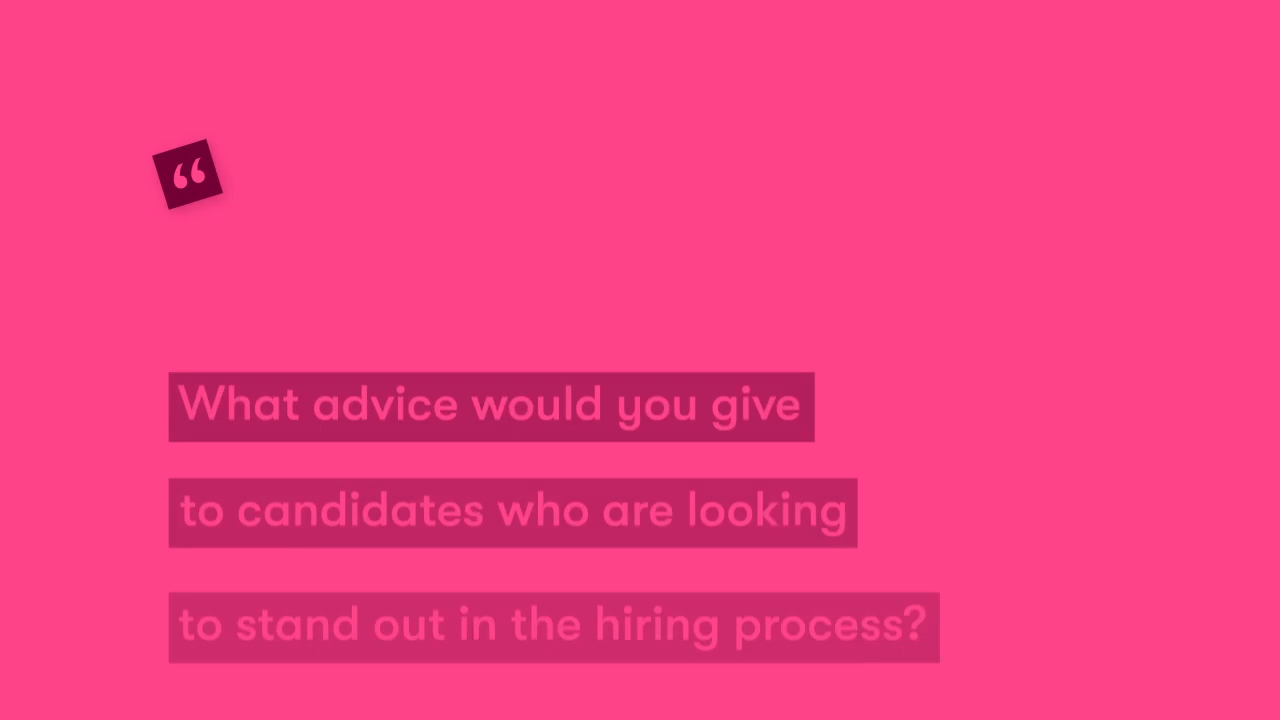 “
What advice would you give
to candidates who are looking
to stand out in the hiring process?